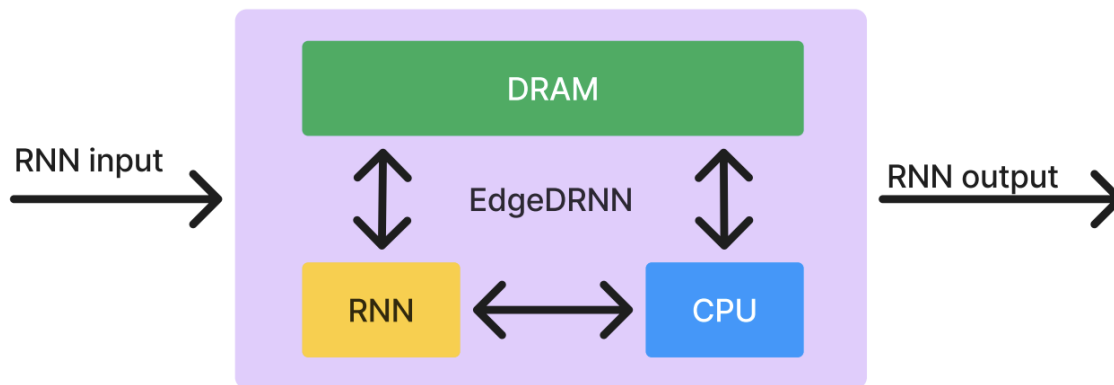 DRAM
RNN input
EdgeDRNN
RNN output
RNN
CPU